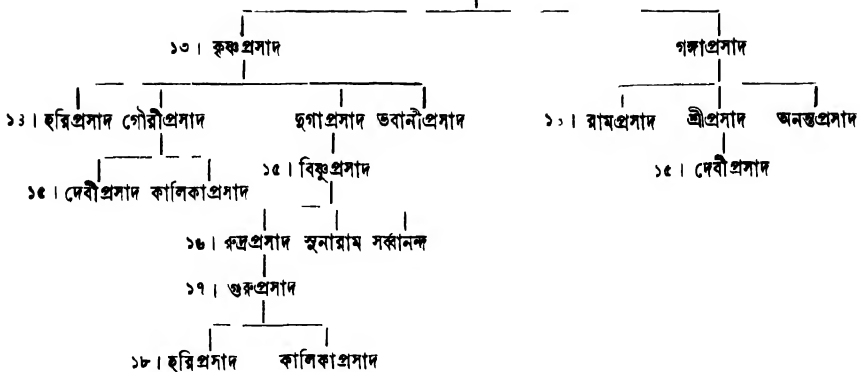 ১৩। কৃষ্ণপ্রসাদ গঙ্গাপ্রসাদ
১৪। হরিপ্রসাদ গৌরীপ্রসাদ দুর্গাপ্রসাদ ভবানীপ্রসাদ ১৪। রামপ্রসাদ শ্রীপ্রসাদ অনন্তপ্রসাদ
১৫। দেবীপ্রসাদ কালিকাপ্রসাদ ১৫। বিষ্ণুপ্রসাদ ১৫। দেবীপ্রসাদ
১৬। রুদ্রপ্রসাদ সুনারাম সর্ব্বানন্দ
১৭। গুরুপ্রসাদ
১৮। হরিপ্রসাদ কালিকাপ্রসাদ